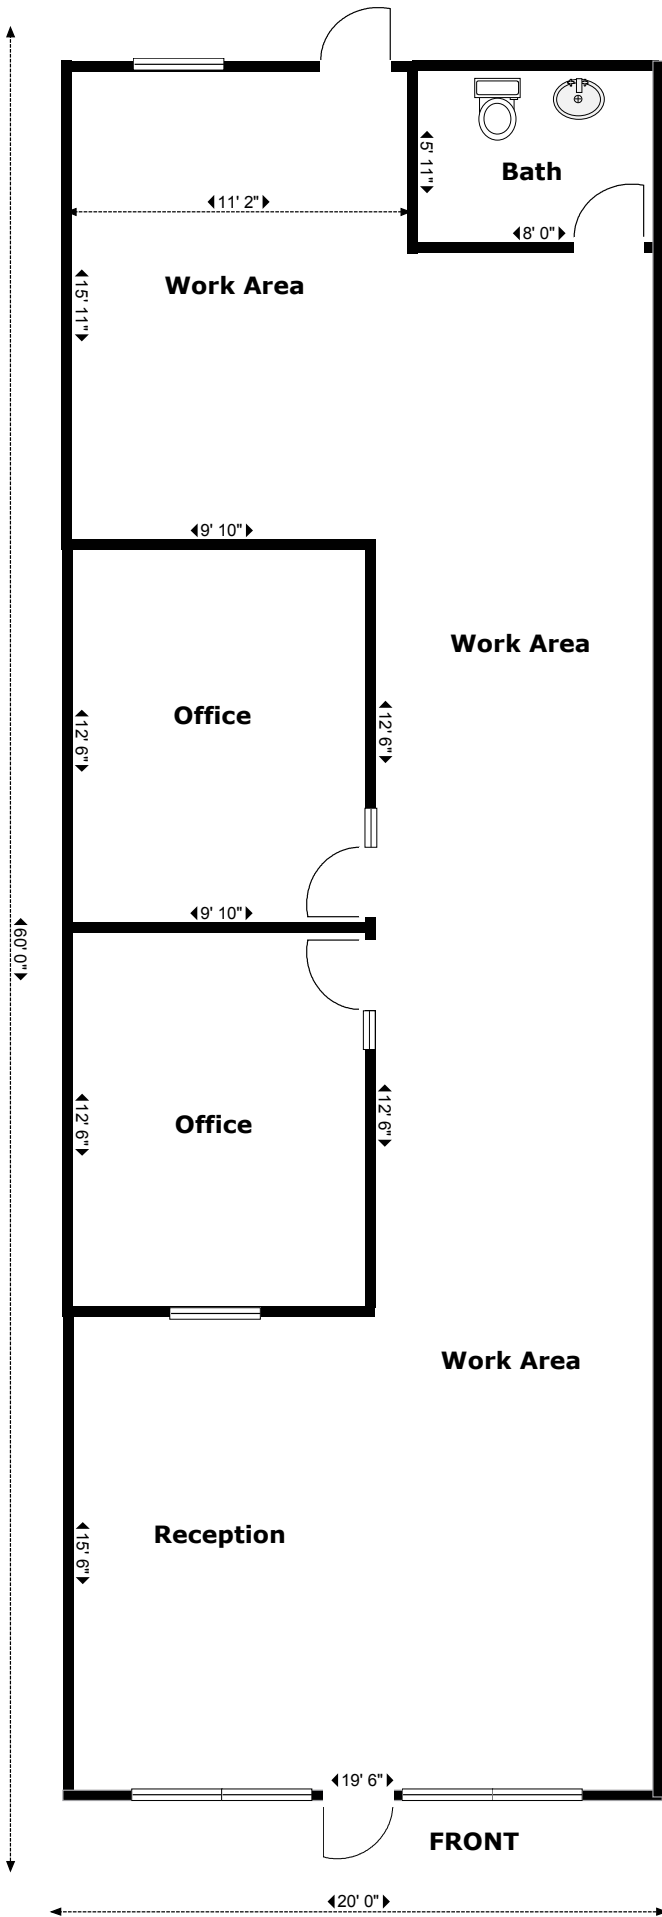 Bath
5' 11"
8' 0"
11' 2"
Work Area
15' 11"
9' 10"
Work Area
Office
12' 6"
12' 6"
9' 10"
60' 0"
Office
12' 6"
12' 6"
Work Area
Reception
15' 6"
19' 6"
FRONT
20' 0"